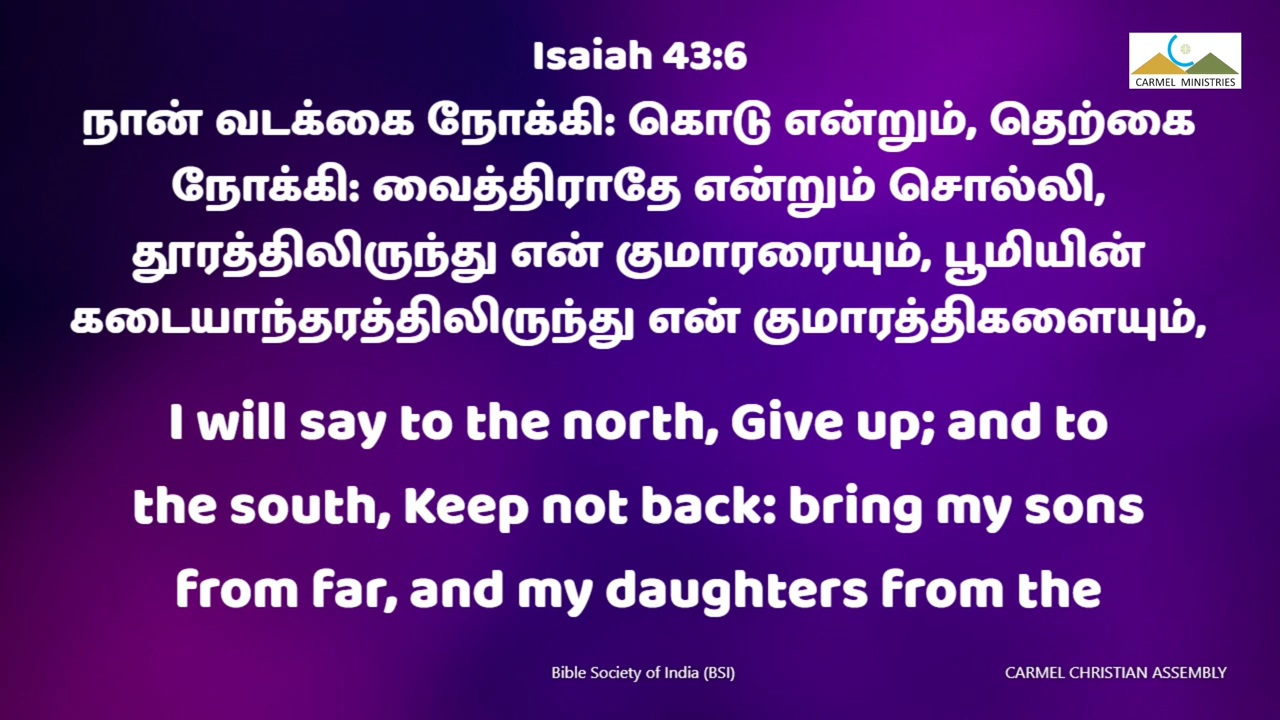 Isaiah 43:6
CARMEL MINISTRIES
நான் வடக்கை நோக்கி: கொடு என்றும், தெற்கை
நோக்கி: வைத்திராதே என்றும் சொல்லி,
தூரத்திலிருந்து என் குமாரரையும், பூமியின்
கடையாந்தரத்திலிருந்து என் குமாரத்திகளையும்,
I will say to the north, Give up; and to
the south, Keep not back: bring my sons
from far, and my daughters from the
Bible Society of India (BSI)
CARMEL CHRISTIAN ASSEMBLY